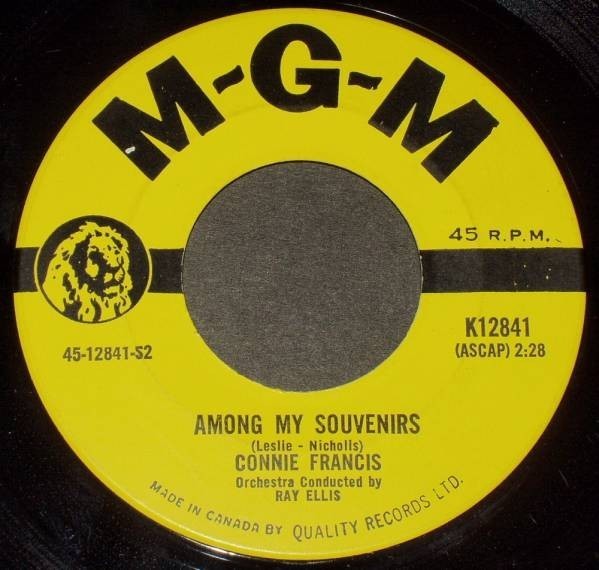 M-G-M
45 R.P.M.
K12841
45-12841-S2
(ASCAP) 2:28
AMONG MY SOUVENIRS
(Leslie - Nicholls)
CONNIE FRANCIS
Orchestra Conducted by
RAY ELLIS
MADE IN CANADA BY QUALITY RECORDS LTD.